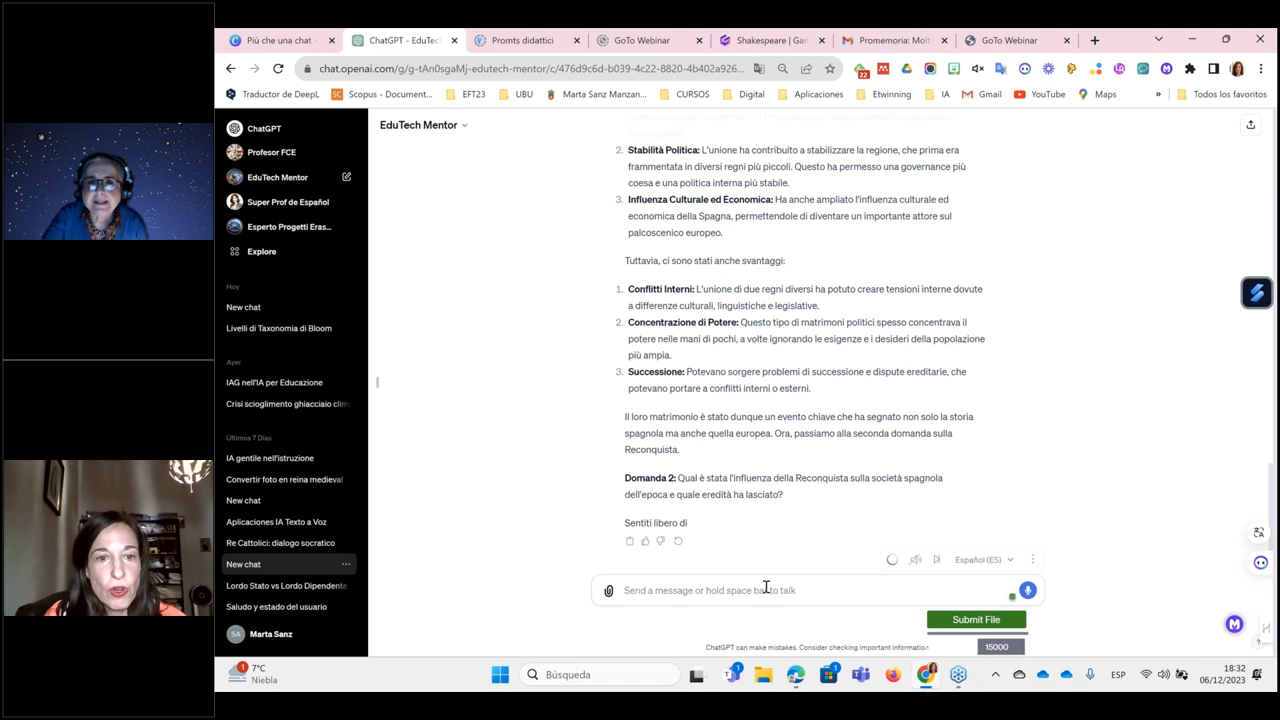 Più che una chat -
ChatGPT - EduTec
Promts didattici
GoTo Webinar
Shakespeare | Gam
Promemoria: Molt
GoTo Webinar
chat.openai.com/g/g-tAn0sgaMj-edutech-mentor/c/476d9c6d-b039-4c22-8820-4b402a926...
22
Traductor de DeepL
Scopus - Document...
EFT23
UBU
Marta Sanz Manzan...
CURSOS
Digital
Aplicaciones
Etwinning
IA
Gmail
YouTube
Maps
»
Todos los favoritos
ChatGPT
Profesor FCE
EduTech Mentor
Super Prof de Español
Esperto Progetti Eras...
Explore
Hoy
New chat
Livelli di Taxonomia di Bloom
Ayer
IAG nell'IA per Educazione
Crisi scioglimento ghiacciaio clim
Últimos 7 Días
IA gentile nell'istruzione
Convertir foto en reina medieval
New chat
Aplicaciones IA Texto a Voz
Re Cattolici: dialogo socratico
New chat
Lordo Stato vs Lordo Dipendente
Saludo y estado del usuario
SA
Marta Sanz
EduTech Mentor
2. Stabilità Politica: L'unione ha contribuito a stabilizzare la regione, che prima era
frammentata in diversi regni più piccoli. Questo ha permesso una governance più
coesa e una politica interna più stabile.
3. Influenza Culturale ed Economica: Ha anche ampliato l'influenza culturale ed
economica della Spagna, permettendole di diventare un importante attore sul
palcoscenico europeo.
Tuttavia, ci sono stati anche svantaggi:
1. Conflitti Interni: L'unione di due regni diversi ha potuto creare tensioni interne dovute
a differenze culturali, linguistiche e legislative.
2. Concentrazione di Potere: Questo tipo di matrimoni politici spesso concentrava il
potere nelle mani di pochi, a volte ignorando le esigenze e i desideri della popolazione
più ampia.
3. Successione: Potevano sorgere problemi di successione e dispute ereditarie, che
potevano portare a conflitti interni o esterni.
Il loro matrimonio è stato dunque un evento chiave che ha segnato non solo la storia
spagnola ma anche quella europea. Ora, passiamo alla seconda domanda sulla
Reconquista.
Domanda 2: Qual è stata l'influenza della Reconquista sulla società spagnola
dell'epoca e quale eredità ha lasciato?
Sentiti libero di
Español (ES)
Send a message or hold space bar to talk
Submit File
ChatGPT can make mistakes. Consider checking important information.
15000
1
7°C
Niebla
Búsqueda
1
1
ESP
18:32
06/12/2023